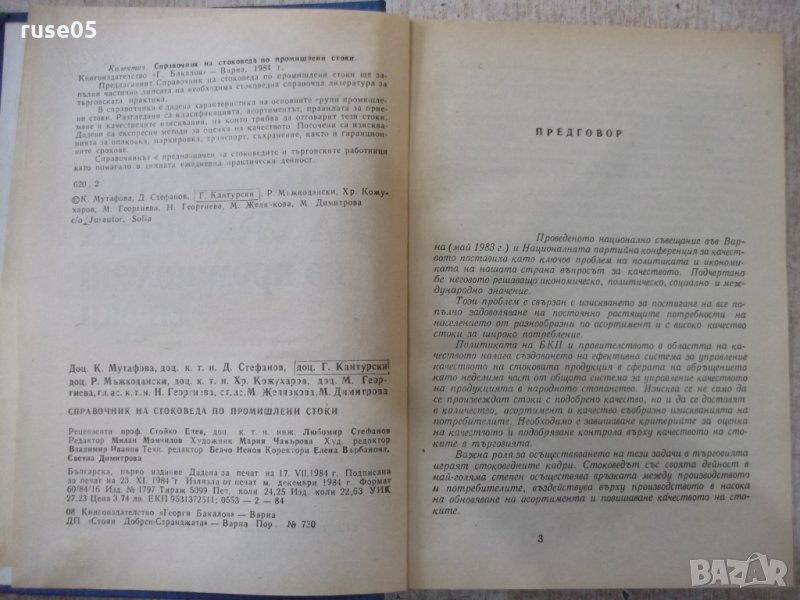 ruse05
Колектив. Справочник на стоковеда по промишлени стоки.
Книгоиздателство «Г. Бакалов» — Варна, 1984 г.
Предлаганият Справочник на стоковеда по промишлени стоки ще запълни
пълни частично липсата на необходима стоковедна справочна литература за
търговската практика.
В справочника е дадена характеристика на основните групи промишлени
ни стоки. Разгледани са класификацията, асортиментът, правилата за приемане
мане и качествените изисквания, на които трябва да отговарят тези стоки.
Дадени са експресни методи за оценка на качеството. Посочени са изисква
нията за опаковка, маркировка, транспорт, съхранение, както и гаранцион
ните срокове.
Справочникът е предназначен за стоковедите и търговските работници
като помагало в тяхната ежедневна практическа дейност.
620. 2
©К. Мутафова, Д. Стефанов, Г. Кантурски, Р. Мъжкодански, Хр. Кожу-
харов, М. Георгиева, Н. Георгиева, М. Желязкова, М. Димитрова
c/o Jusautor, Sofia
Доц. К. Мутафова, доц. к. т. н. Д. Стефанов, доц. Г. Кантурски
доц. Р. Мъжкодански, доц. к. т. н. Хр. Кожухаров, доц. М. Геор-
гиева, гл. ас. к. т. н. Н. Георгиева, ст. ас. М. Желязкова, М. Димитрова
СПРАВОЧНИК НА СТОКОВЕДА ПО ПРОМИШЛЕНИ СТОКИ
Рецензенти проф. Стойко Елев, доц. к. т. н. инж. Любомир Стефанов
Редактор Милан Момчилов Художник Мария Чакърова Худ. редактор
Владимир Иванов Техн. редактор Белчо Ненов Коректори Елена Върбанова,
Светла Димитрова
Българска, първо издание Дадена за печат на 17. VII.1984 г. Подписана
за печат на 23. XI. 1984 г. Излязла от печат м. декември 1984 г. Формат
60/84/16 Изд. № 1797 Тираж 5099 Печ. коли 24,25 Изд. коли 22,63 УИК
27,23 Цена 3.74 лв. ЕКП 9531372511; 0553 — 2 — 84
08 Книгоиздателство «Георги Бакалов» — Варна
ДП «Стоян Добрев-Странджата» — Варна Пор. № 730
ПРЕДГОВОР
Проведеното национално съвещание във Вар-
на (май 1983 г.) и Националната партийна конференция за качест-
вото поставиха като ключов проблем на политиката и икономи-
ката на нашата страна въпросът за качеството. Подчертано
бе неговото решаващо икономическо, политическо, социално и меж-
дународно значение.
Този проблем е свързан с изискването за постигане на все по-
пълно задоволяване на постоянно растящите потребности на
населението от разнообразни по асортимент и с високо качество
стоки за широко потребление.
Политиката на БКП и правителството в областта на ка-
чеството налага създаването на ефективна система за управление
качеството на стоковата продукция в сферата на обръщението
като неделима част от общата система за управление качеството
на продукцията в народното стопанство. Изисква се не само да
се произвеждат стоки с подобрено качество, но и да се доставят
в количество, асортимент и качество съобразно изискванията на
потребителите. Необходимо е завишаване критериите за оценка
на качеството и подобряване контрола върху качеството на сто-
ките в търговията.
Важна роля за осъществяването на тези задачи в търговията
играят стоковедните кадри. Стоковедът със своята дейност в
най-голяма степен осъществява връзката между производството
и потребителите, въздействува върху производството в насока
на обновяване на асортимента и повишаване качеството на сто-
ките.
3
BAZAR